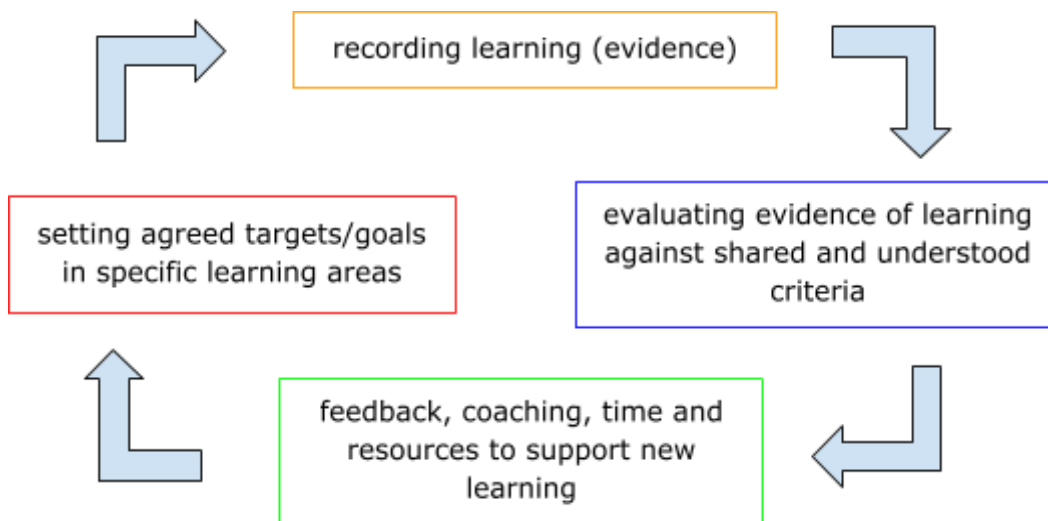 recording learning (evidence)
evaluating evidence of learning
against shared and understood
criteria
feedback, coaching, time and
resources to support new
learning
setting agreed targets/goals
in specific learning areas